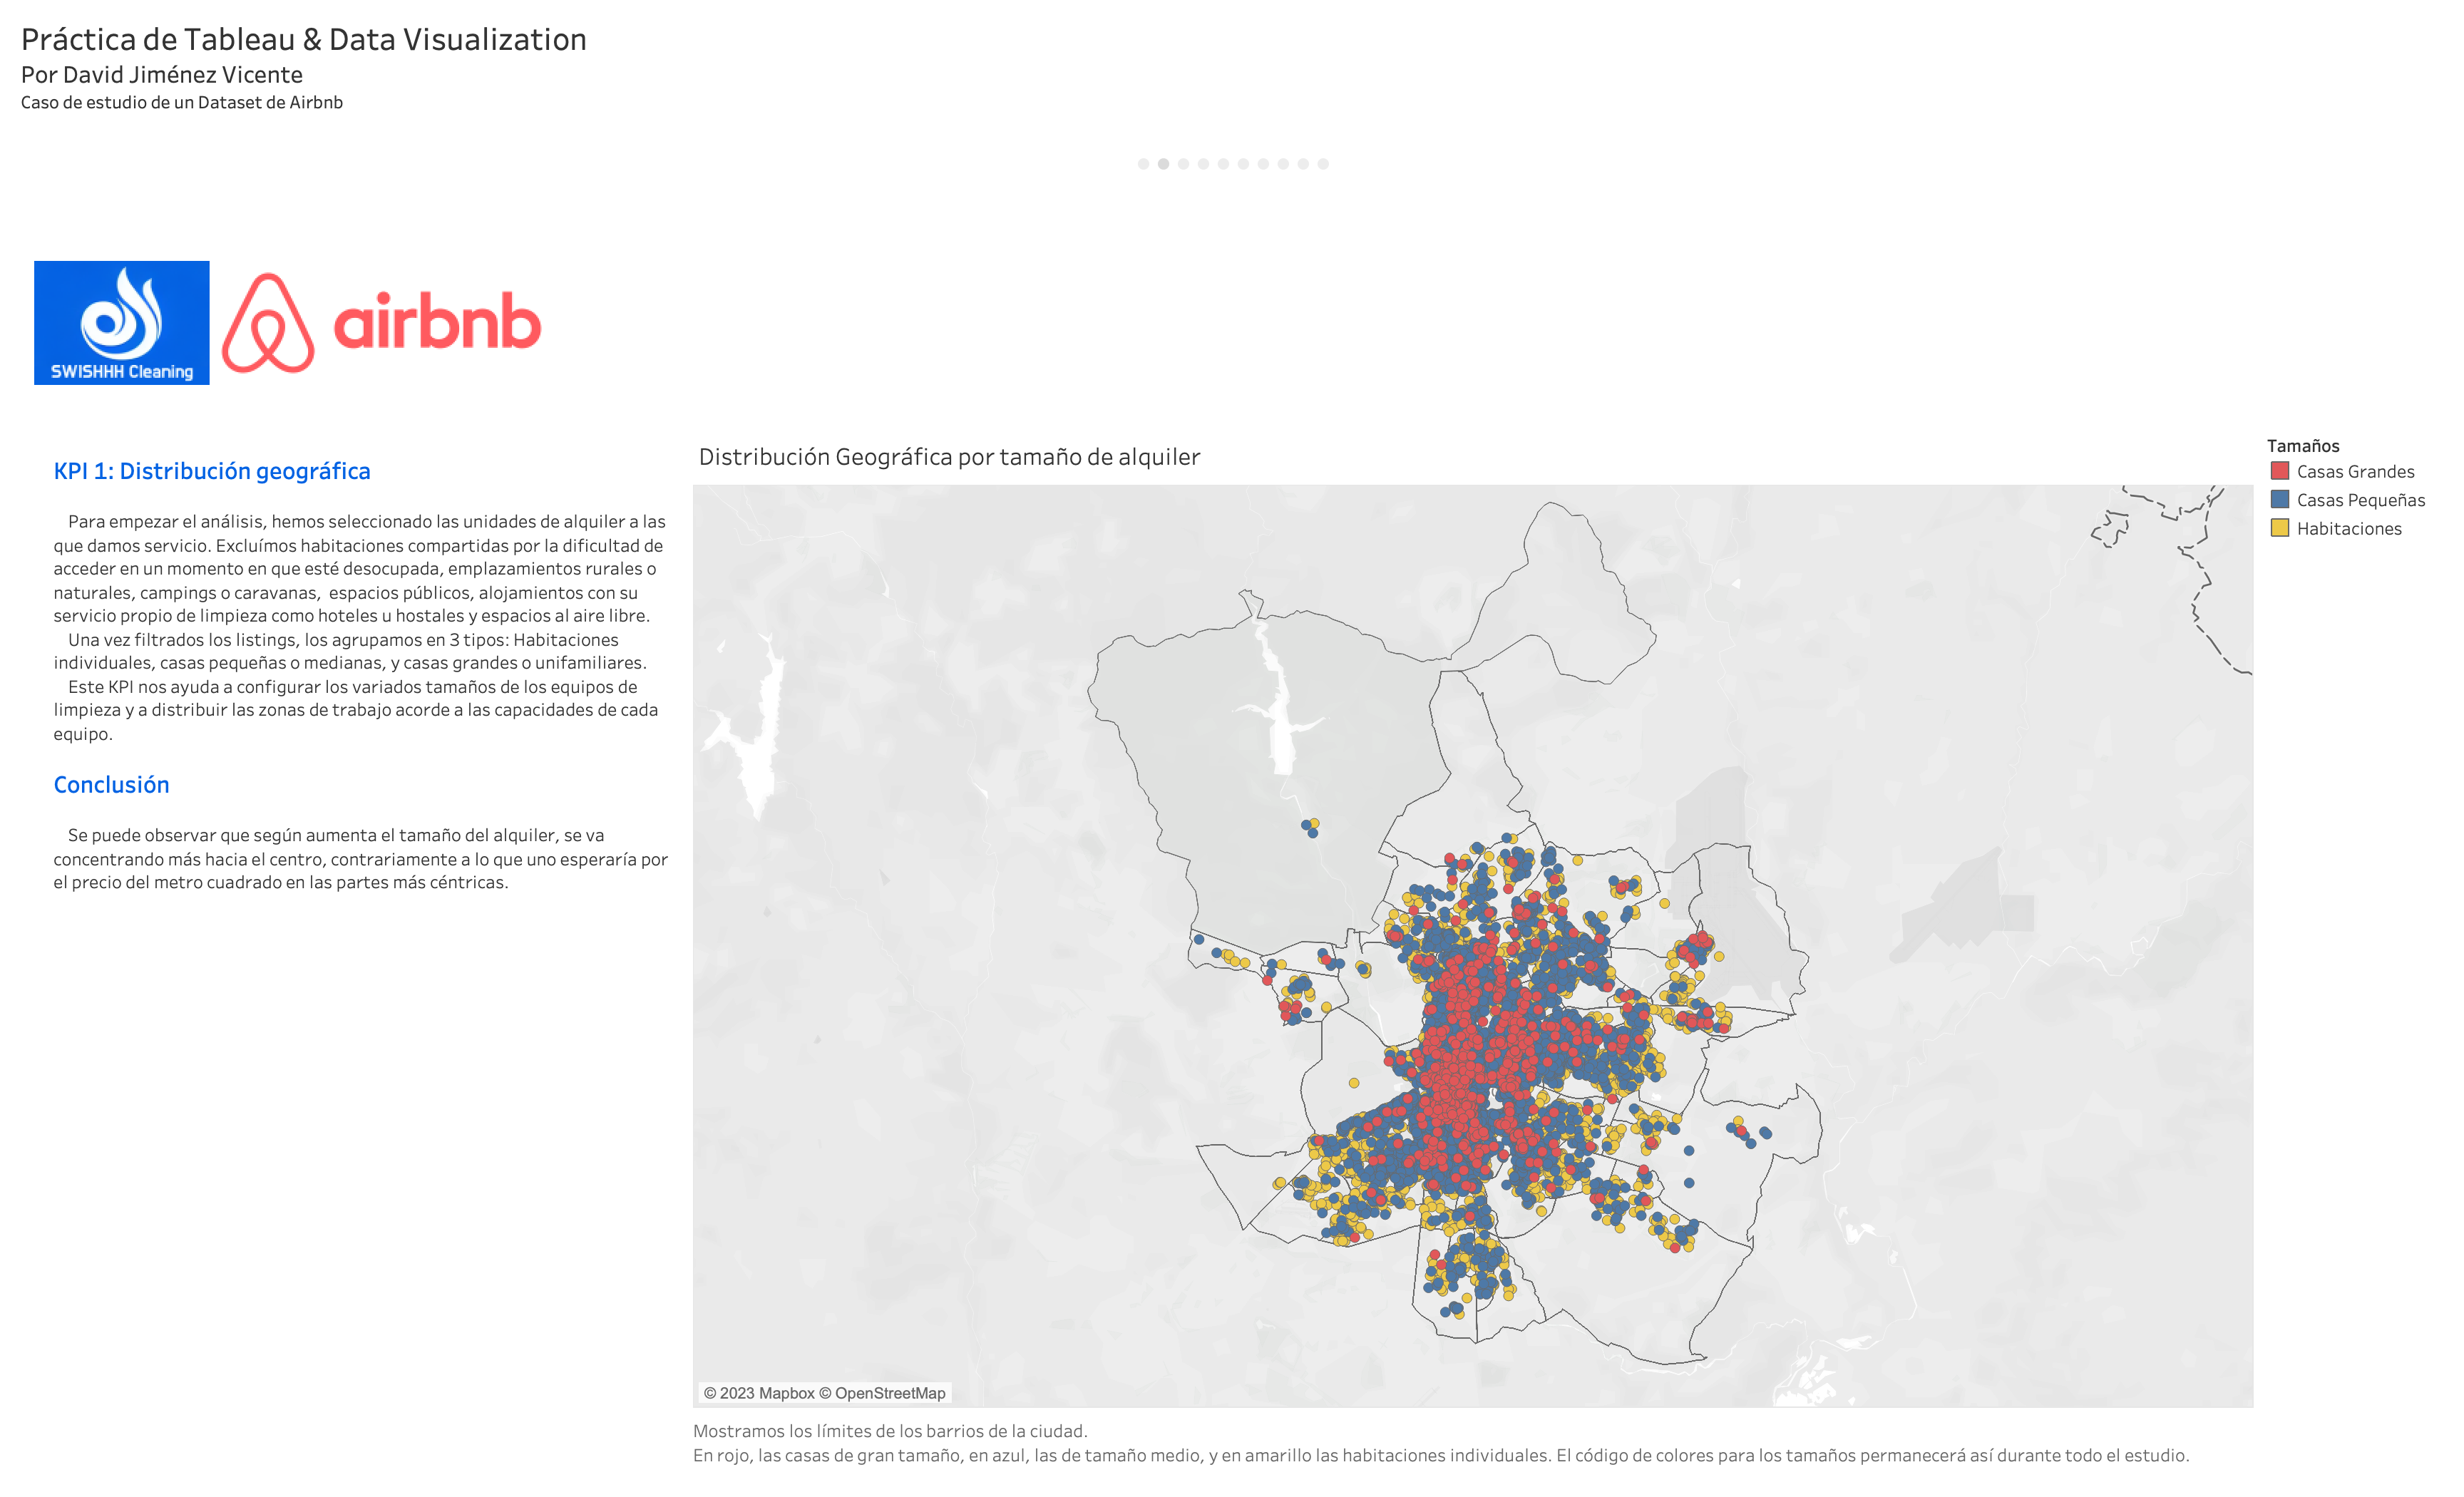 Práctica de Tableau & Data Visualization
Por David Jiménez Vicente
Caso de estudio de un Dataset de Airbnb
SWISHHH Cleaning
airbnb
KPI 1: Distribución geográfica
Para empezar el análisis, hemos seleccionado las unidades de alquiler a las
que damos servicio. Excluímos habitaciones compartidas por la dificultad de
acceder en un momento en que esté desocupada, emplazamientos rurales o
naturales, campings o caravanas, espacios públicos, alojamientos con su
servicio propio de limpieza como hoteles u hostales y espacios al aire libre.
Una vez filtrados los listings, los agrupamos en 3 tipos: Habitaciones
individuales, casas pequeñas o medianas, y casas grandes o unifamiliares.
Este KPI nos ayuda a configurar los variados tamaños de los equipos de
limpieza y a distribuir las zonas de trabajo acorde a las capacidades de cada
equipo.
Conclusión
Se puede observar que según aumenta el tamaño del alquiler, se va
concentrando más hacia el centro, contrariamente a lo que uno esperaría por
el precio del metro cuadrado en las partes más céntricas.
Distribución Geográfica por tamaño de alquiler
Tamaños
Casas Grandes
Casas Pequeñas
Habitaciones
© 2023 Mapbox © OpenStreetMap
Mostramos los límites de los barrios de la ciudad.
En rojo, las casas de gran tamaño, en azul, las de tamaño medio, y en amarillo las habitaciones individuales. El código de colores para los tamaños permanecerá así durante todo el estudio.